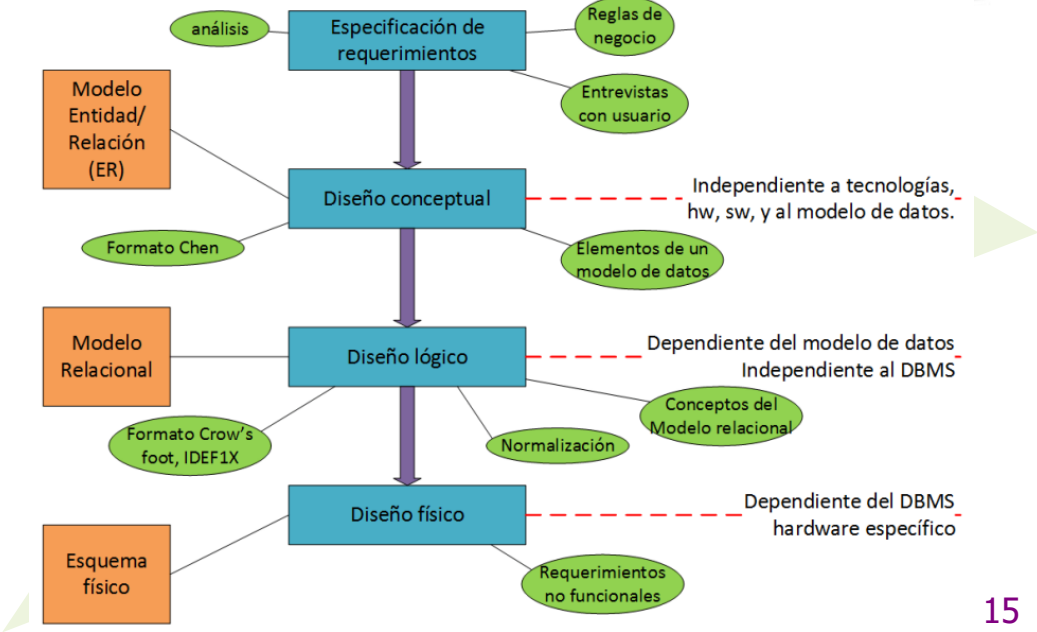 análisis
Especificación de
requerimientos
Reglas de
negocio
Entrevistas
con usuario
Modelo
Entidad/
Relación
(ER)
Diseño conceptual
Independiente a tecnologías,
hw, sw, y al modelo de datos.
Formato Chen
Elementos de un
modelo de datos
Modelo
Relacional
Diseño lógico
Dependiente del modelo de datos
Independiente al DBMS
Formato Crow's
foot, IDEF1X
Normalización
Conceptos del
Modelo relacional
Diseño físico
Dependiente del DBMS
hardware específico
Esquema
físico
Requerimientos
no funcionales
15